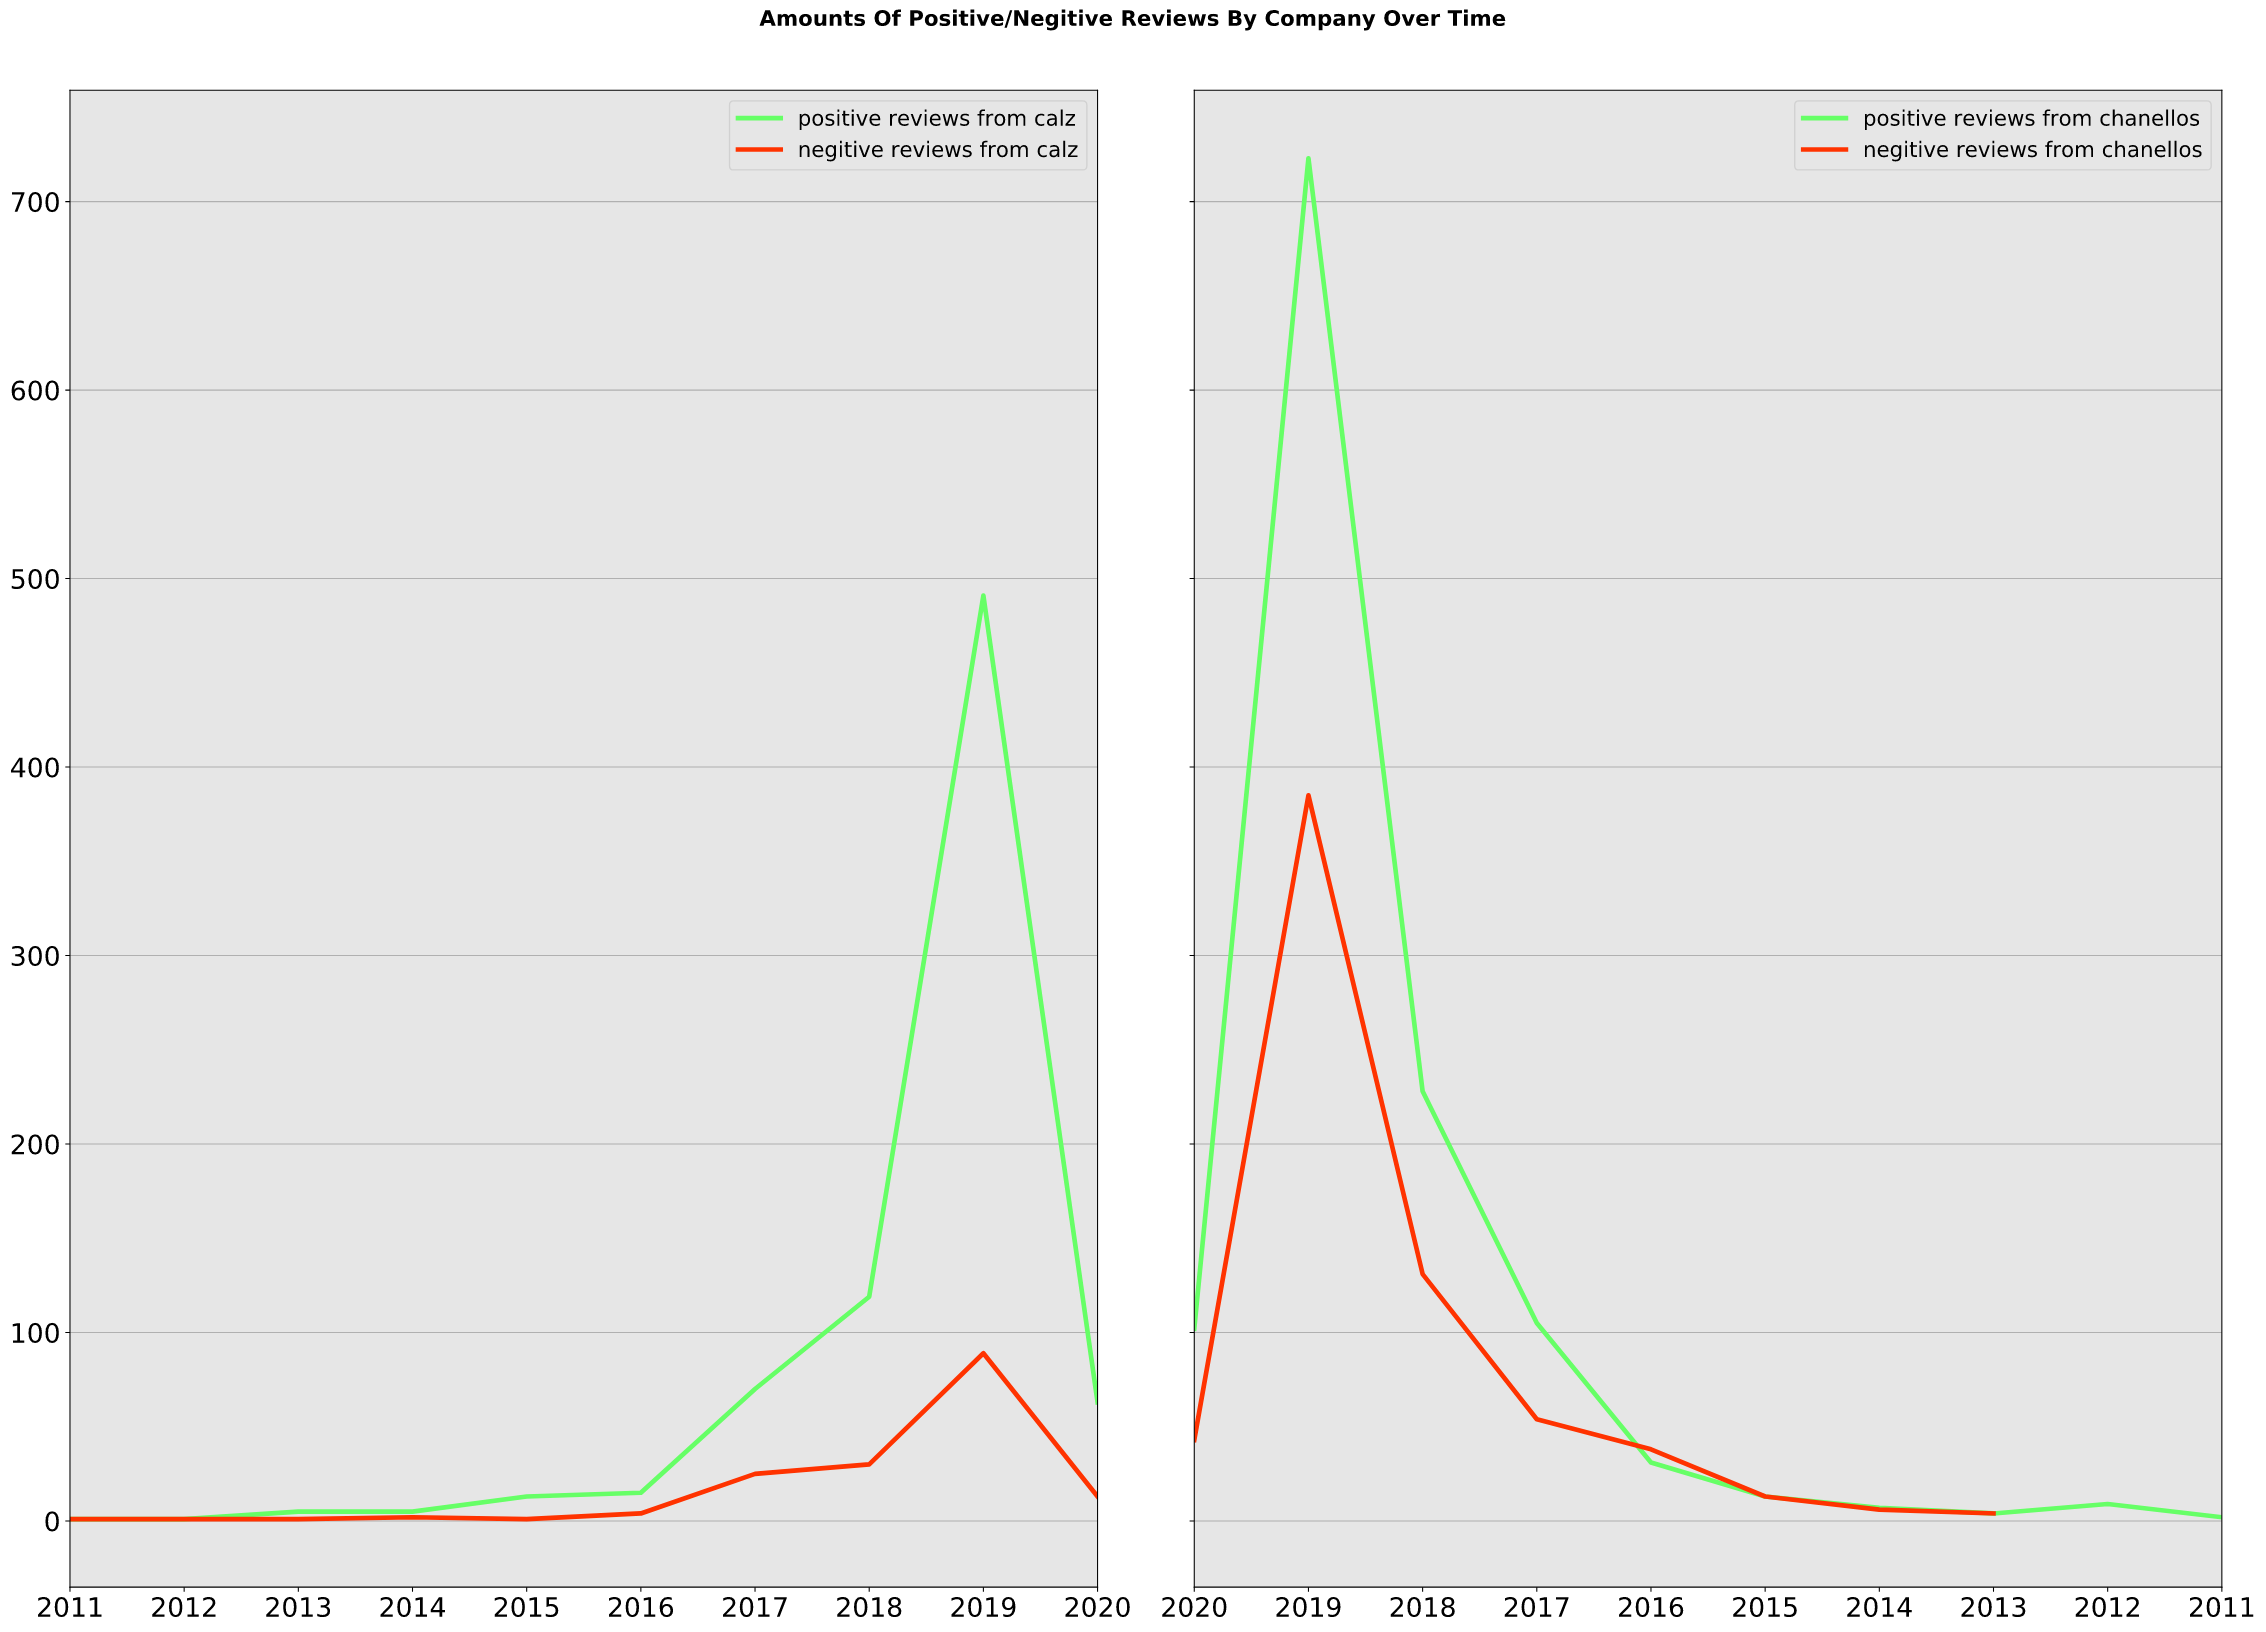 Amounts Of Positive/Negitive Reviews By Company Over Time
positive reviews from calz
negitive reviews from calz
700
600
500
400
300
200
100
0
2011 2012 2013 2014 2015 2016 2017 2018 2019 2020
positive reviews from chanellos
negitive reviews from chanellos
2020 2019 2018 2017 2016 2015 2014 2013 2012 2011